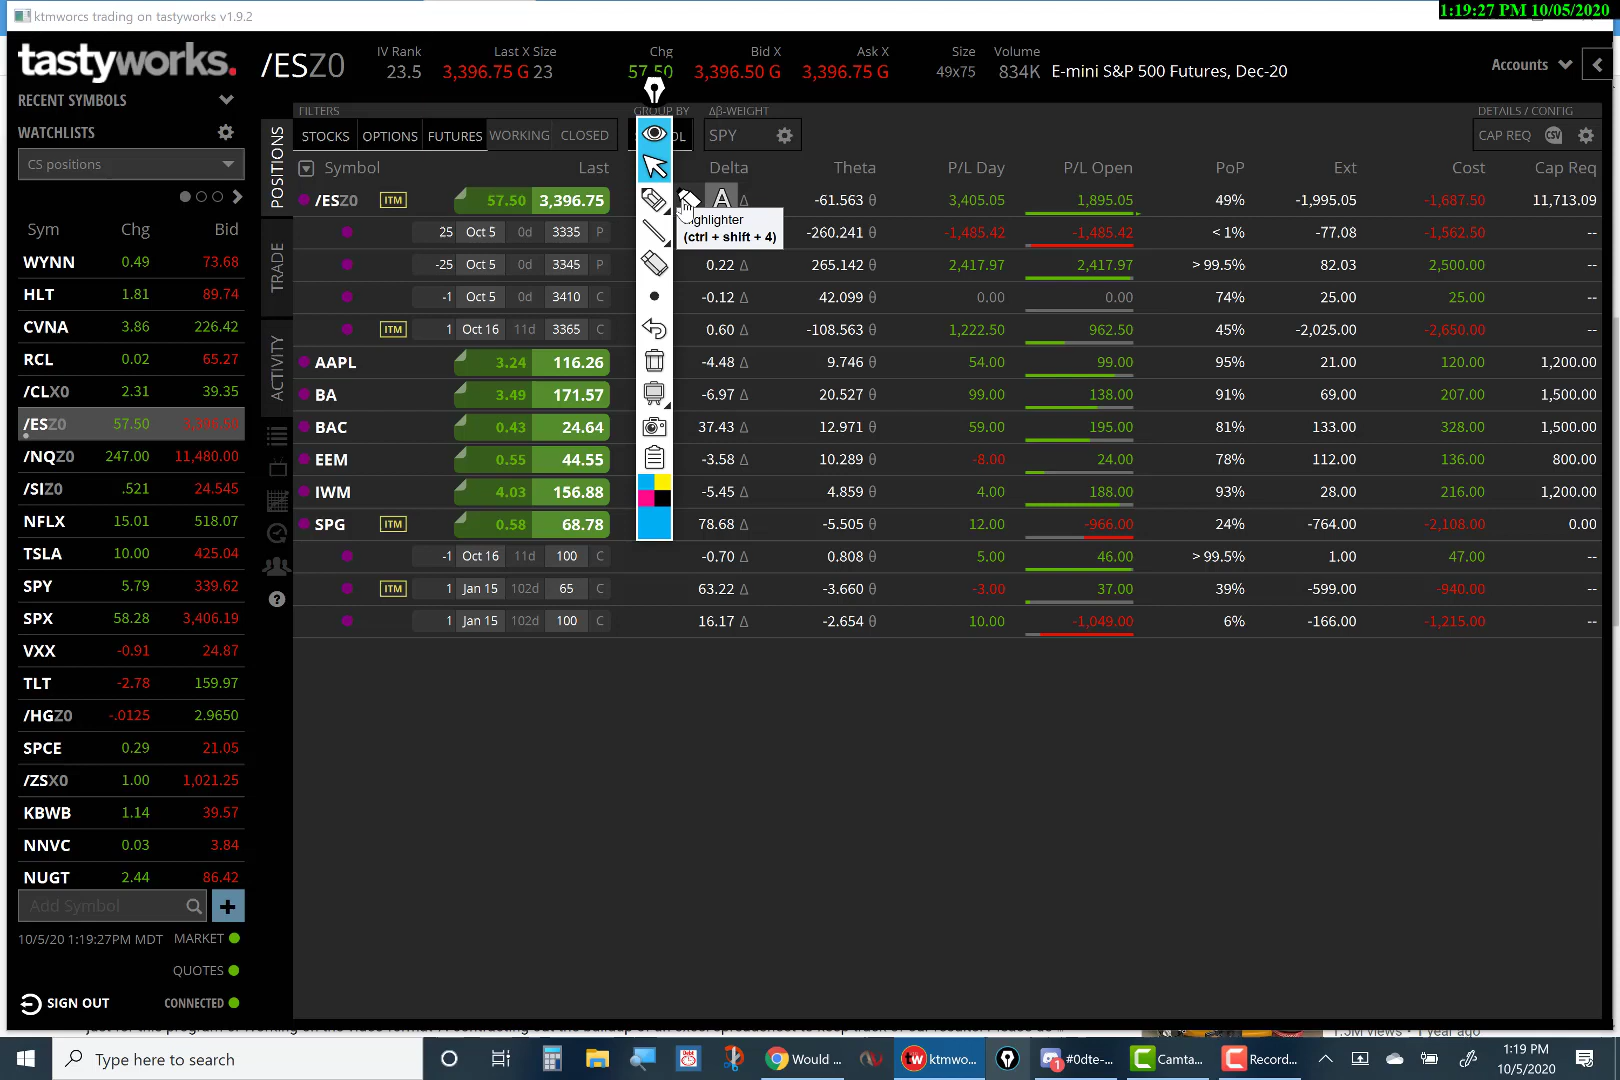 ktmworcs trading on tastyworks v1.9.2
1:19:27 PM 10/05/2020
tastyworks.
/ESZ0
IV Rank
23.5
Last X Size
3,396.75 G 23
Chg
57.50
Bid X
3,396.50 G
Ask X
3,396.75 G
Size
49x75
Volume
834K
E-mini S&P 500 Futures, Dec-20
Accounts
RECENT SYMBOLS
WATCHLISTS
CS positions
Sym Chg Bid
WYNN 0.49 73.68
HLT 1.81 89.74
CVNA 3.86 226.42
RCL 0.02 65.27
/CLX0 2.31 39.35
/ESZ0 57.50 3,396.50
/NQZ0 247.00 11,480.00
/SIZ0 .521 24.545
NFLX 15.01 518.07
TSLA 10.00 425.04
SPY 5.79 339.62
SPX 58.28 3,406.19
VXX -0.91 24.87
TLT -2.78 159.97
/HGZ0 -.0125 2.9650
SPCE 0.29 21.05
/ZSX0 1.00 1,021.25
KBWB 1.14 39.57
NNVC 0.03 3.84
NUGT 2.44 86.42
Add Symbol
10/5/20 1:19:27PM MDT MARKET
QUOTES
SIGN OUT CONNECTED
POSITIONS
TRADE
ACTIVITY
FILTERS GROUP BY Δβ-WEIGHT DETAILS / CONFIG
STOCKS OPTIONS FUTURES WORKING CLOSED SPY CAP REQ CSV
Symbol Last Delta Theta P/L Day P/L Open PoP Ext Cost Cap Req
/ESZ0 ITM 57.50 3,396.75 Δ -61.563 θ 3,405.05 1,895.05 49% -1,995.05 -1,687.50 11,713.09
25 Oct 5 0d 3335 P -260.241 θ -1,485.42 -1,485.42 < 1% -77.08 -1,562.50 --
-25 Oct 5 0d 3345 P 0.22 Δ 265.142 θ 2,417.97 2,417.97 > 99.5% 82.03 2,500.00 --
-1 Oct 5 0d 3410 C -0.12 Δ 42.099 θ 0.00 0.00 74% 25.00 25.00 --
ITM 1 Oct 16 11d 3365 C 0.60 Δ -108.563 θ 1,222.50 962.50 45% -2,025.00 -2,650.00 --
AAPL 3.24 116.26 -4.48 Δ 9.746 θ 54.00 99.00 95% 21.00 120.00 1,200.00
BA 3.49 171.57 -6.97 Δ 20.527 θ 99.00 138.00 91% 69.00 207.00 1,500.00
BAC 0.43 24.64 37.43 Δ 12.971 θ 59.00 195.00 81% 133.00 328.00 1,500.00
EEM 0.55 44.55 -3.58 Δ 10.289 θ -8.00 24.00 78% 112.00 136.00 800.00
IWM 4.03 156.88 -5.45 Δ 4.859 θ 4.00 188.00 93% 28.00 216.00 1,200.00
SPG ITM 0.58 68.78 78.68 Δ -5.505 θ 12.00 -966.00 24% -764.00 -2,108.00 0.00
-1 Oct 16 11d 100 C -0.70 Δ 0.808 θ 5.00 46.00 > 99.5% 1.00 47.00 --
ITM 1 Jan 15 102d 65 C 63.22 Δ -3.660 θ -3.00 37.00 39% -599.00 -940.00 --
1 Jan 15 102d 100 C 16.17 Δ -2.654 θ 10.00 -1,049.00 6% -166.00 -1,215.00 --
A
(ctrl + shift + 4)
1 year ago
Type here to search
Would ...
ktmwo...
#0dte-...
Camta...
Record...
1:19 PM
10/5/2020